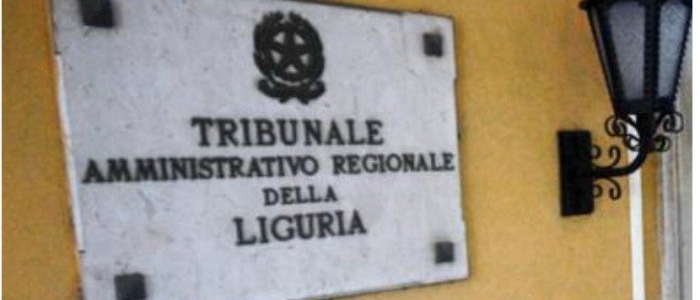 TRIBUNALE
AMMINISTRATIVO REGIONALE
DELLA
LIGURIA